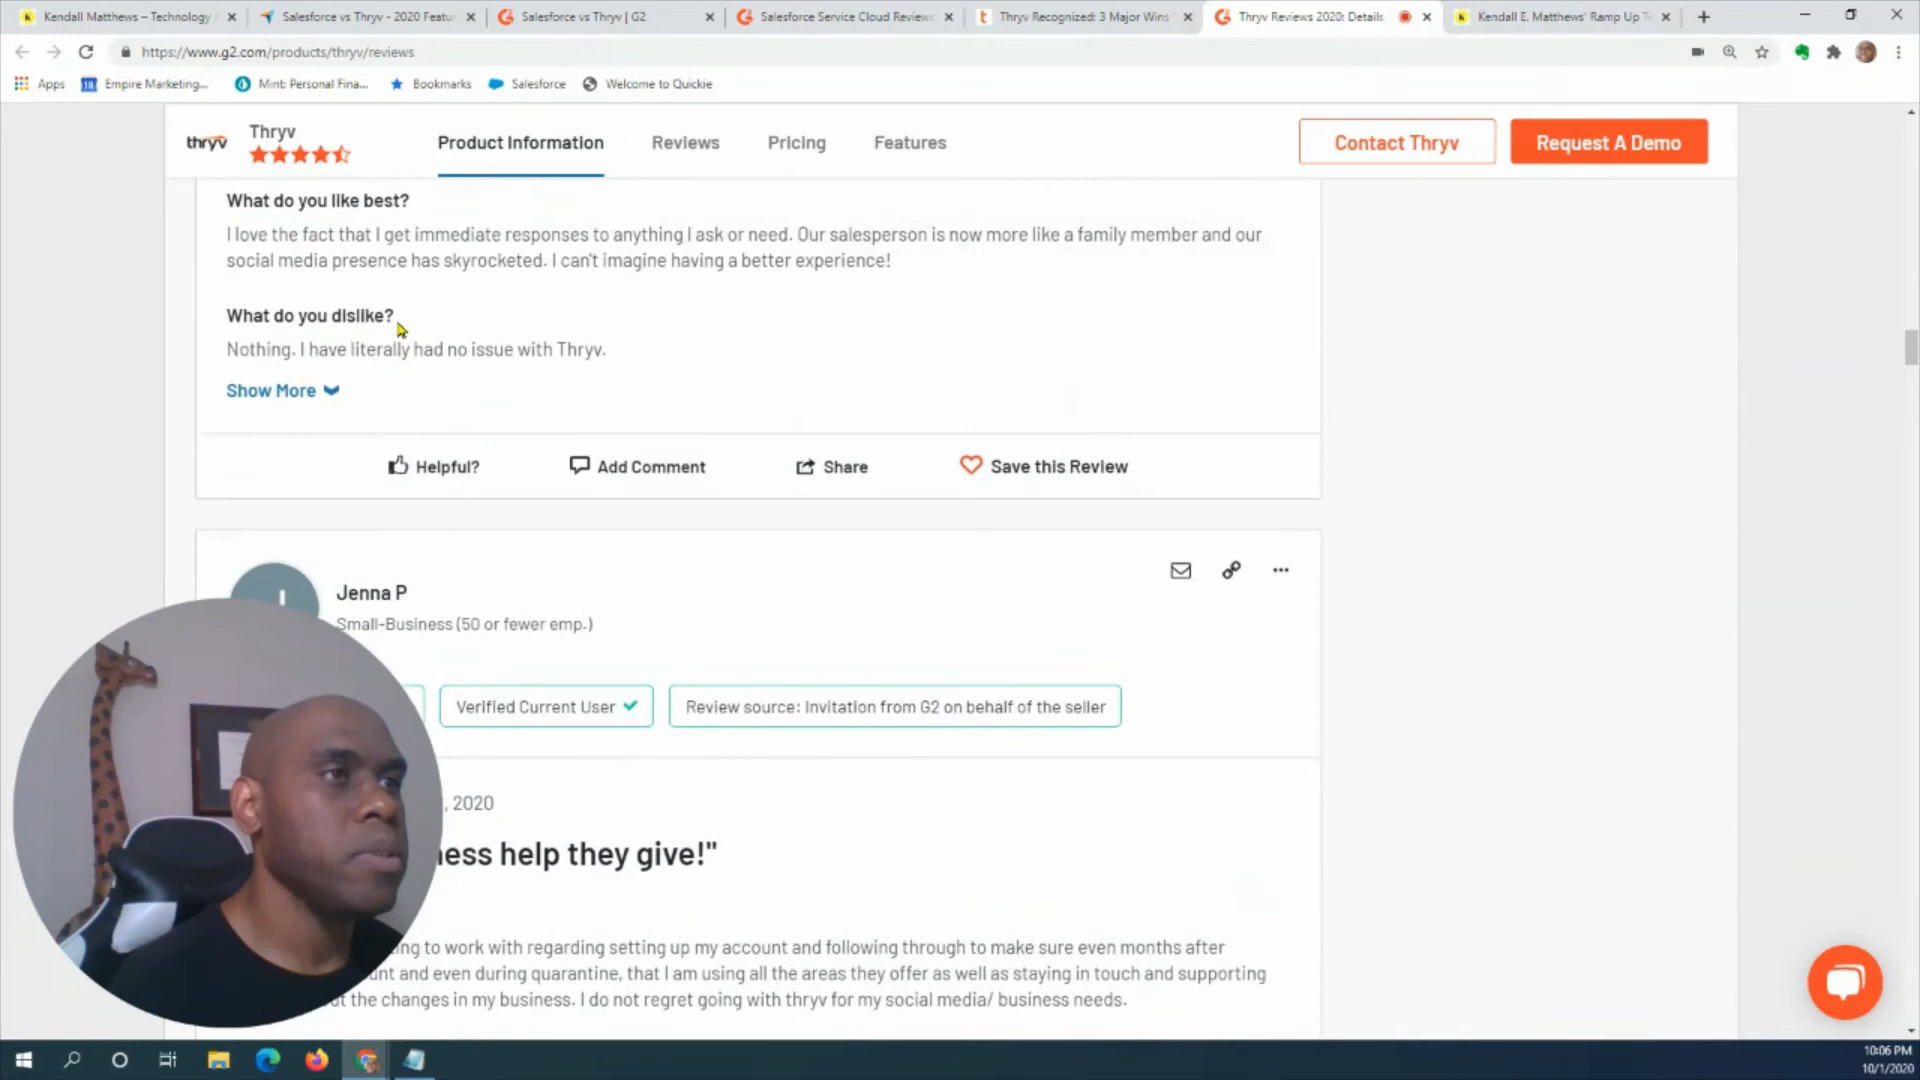 Kendall Matthews – Technology
Salesforce vs Thryv - 2020 Featu
Salesforce vs Thryv | G2
Salesforce Service Cloud Reviews
Thryv Recognized: 3 Major Wins
Thryv Reviews 2020: Details,
Kendall E. Matthews' Ramp Up T
https://www.g2.com/products/thryv/reviews
Apps
Empire Marketing...
Mint: Personal Fina...
Bookmarks
Salesforce
Welcome to Quickie
thryv
Thryv
Product Information
Reviews
Pricing
Features
Contact Thryv
Request A Demo
What do you like best?
I love the fact that I get immediate responses to anything I ask or need. Our salesperson is now more like a family member and our
social media presence has skyrocketed. I can't imagine having a better experience!
What do you dislike?
Nothing. I have literally had no issue with Thryv.
Show More
Helpful?
Add Comment
Share
Save this Review
Jenna P
Small-Business (50 or fewer emp.)
Verified Current User
Review source: Invitation from G2 on behalf of the seller
, 2020
ness help they give!"
ing to work with regarding setting up my account and following through to make sure even months after
unt and even during quarantine, that I am using all the areas they offer as well as staying in touch and supporting
t the changes in my business. I do not regret going with thryv for my social media/ business needs.
10:06 PM
10/1/2020